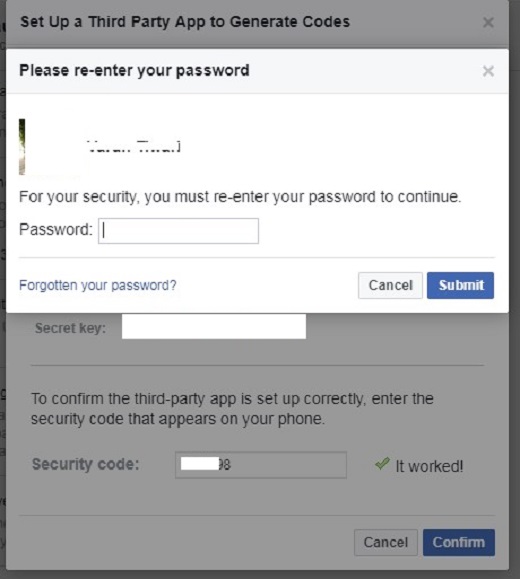 Set Up a Third Party App to Generate Codes
Please re-enter your password
For your security, you must re-enter your password to continue.
Password:
Forgotten your password?
Cancel Submit
Secret key:
To confirm the third-party app is set up correctly, enter the
security code that appears on your phone.
Security code: 98 It worked!
Cancel Confirm